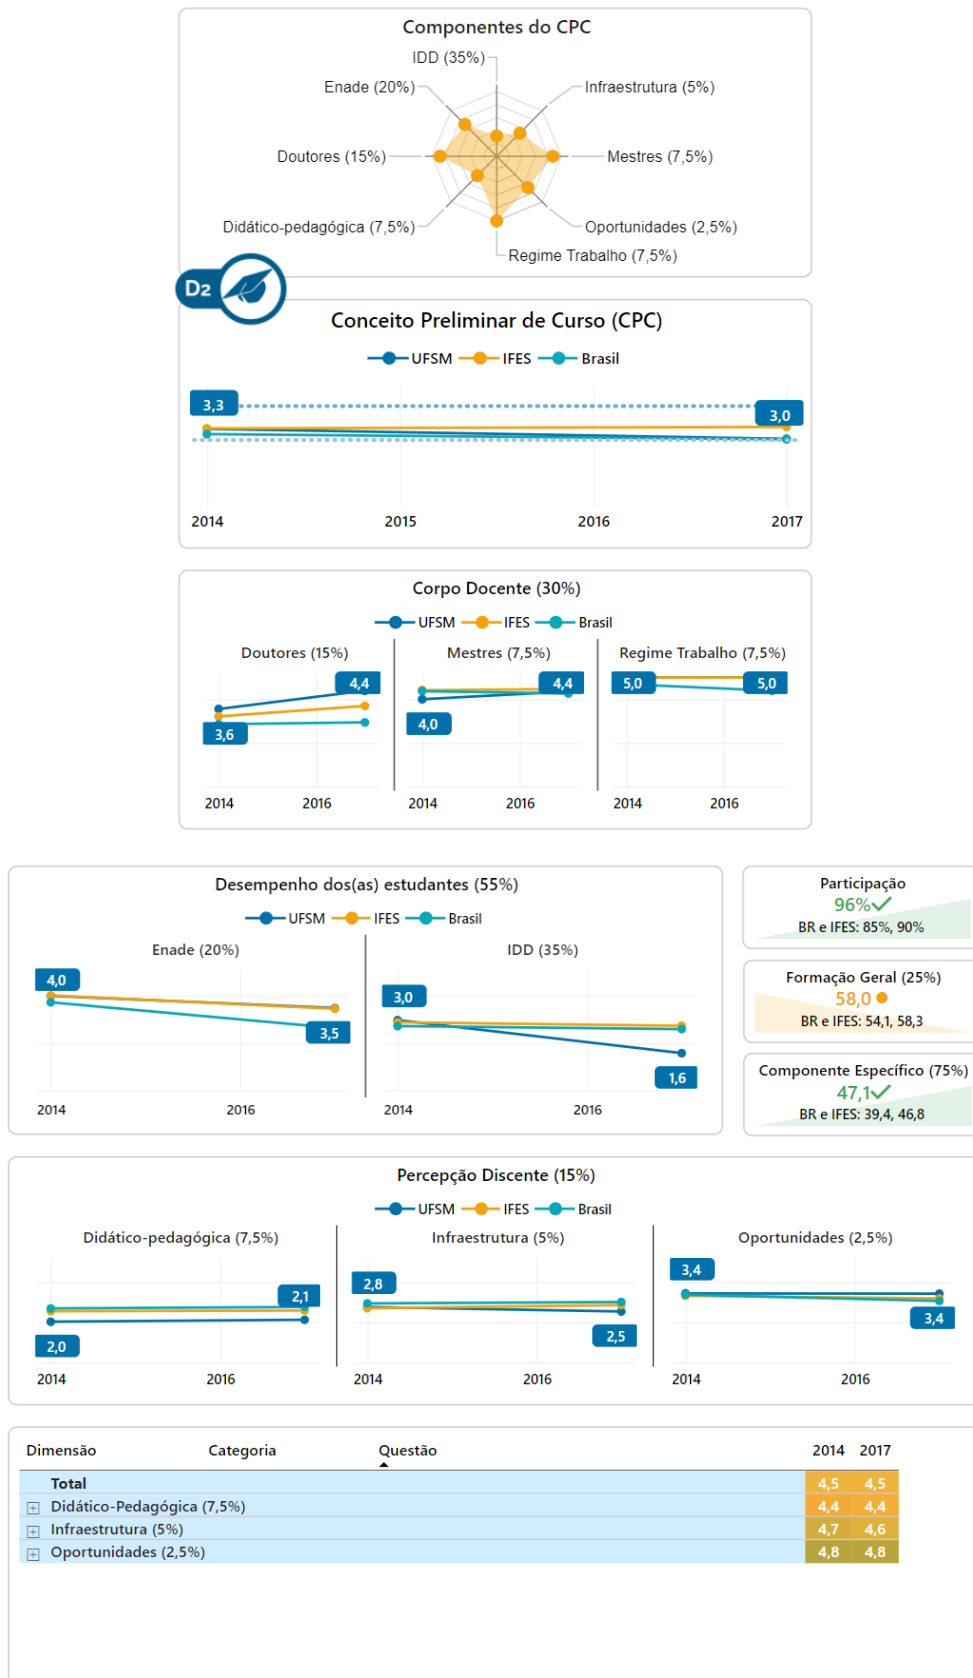 Componentes do CPC
IDD (35%)
Enade (20%)
Infraestrutura (5%)
Doutores (15%)
Mestres (7,5%)
Didático-pedagógica (7,5%)
Oportunidades (2,5%)
Regime Trabalho (7,5%)
D2
Conceito Preliminar de Curso (CPC)
UFSM IFES Brasil
3,3 3,0
2014 2015 2016 2017
Corpo Docente (30%)
UFSM IFES Brasil
Doutores (15%) Mestres (7,5%) Regime Trabalho (7,5%)
4,4 4,4 5,0 5,0
3,6 4,0
2014 2016 2014 2016 2014 2016
Desempenho dos(as) estudantes (55%)
UFSM IFES Brasil
Enade (20%) IDD (35%)
4,0 3,0
3,5 1,6
2014 2016 2014 2016
Participação
96%
BR e IFES: 85%, 90%
Formação Geral (25%)
58,0
BR e IFES: 54,1, 58,3
Componente Específico (75%)
47,1
BR e IFES: 39,4, 46,8
Percepção Discente (15%)
UFSM IFES Brasil
Didático-pedagógica (7,5%) Infraestrutura (5%) Oportunidades (2,5%)
2,1 2,8 3,4
2,0 2,5 3,4
2014 2016 2014 2016 2014 2016
Dimensão Categoria Questão 2014 2017
Total 4,5 4,5
Didático-Pedagógica (7,5%) 4,4 4,4
Infraestrutura (5%) 4,7 4,6
Oportunidades (2,5%) 4,8 4,8